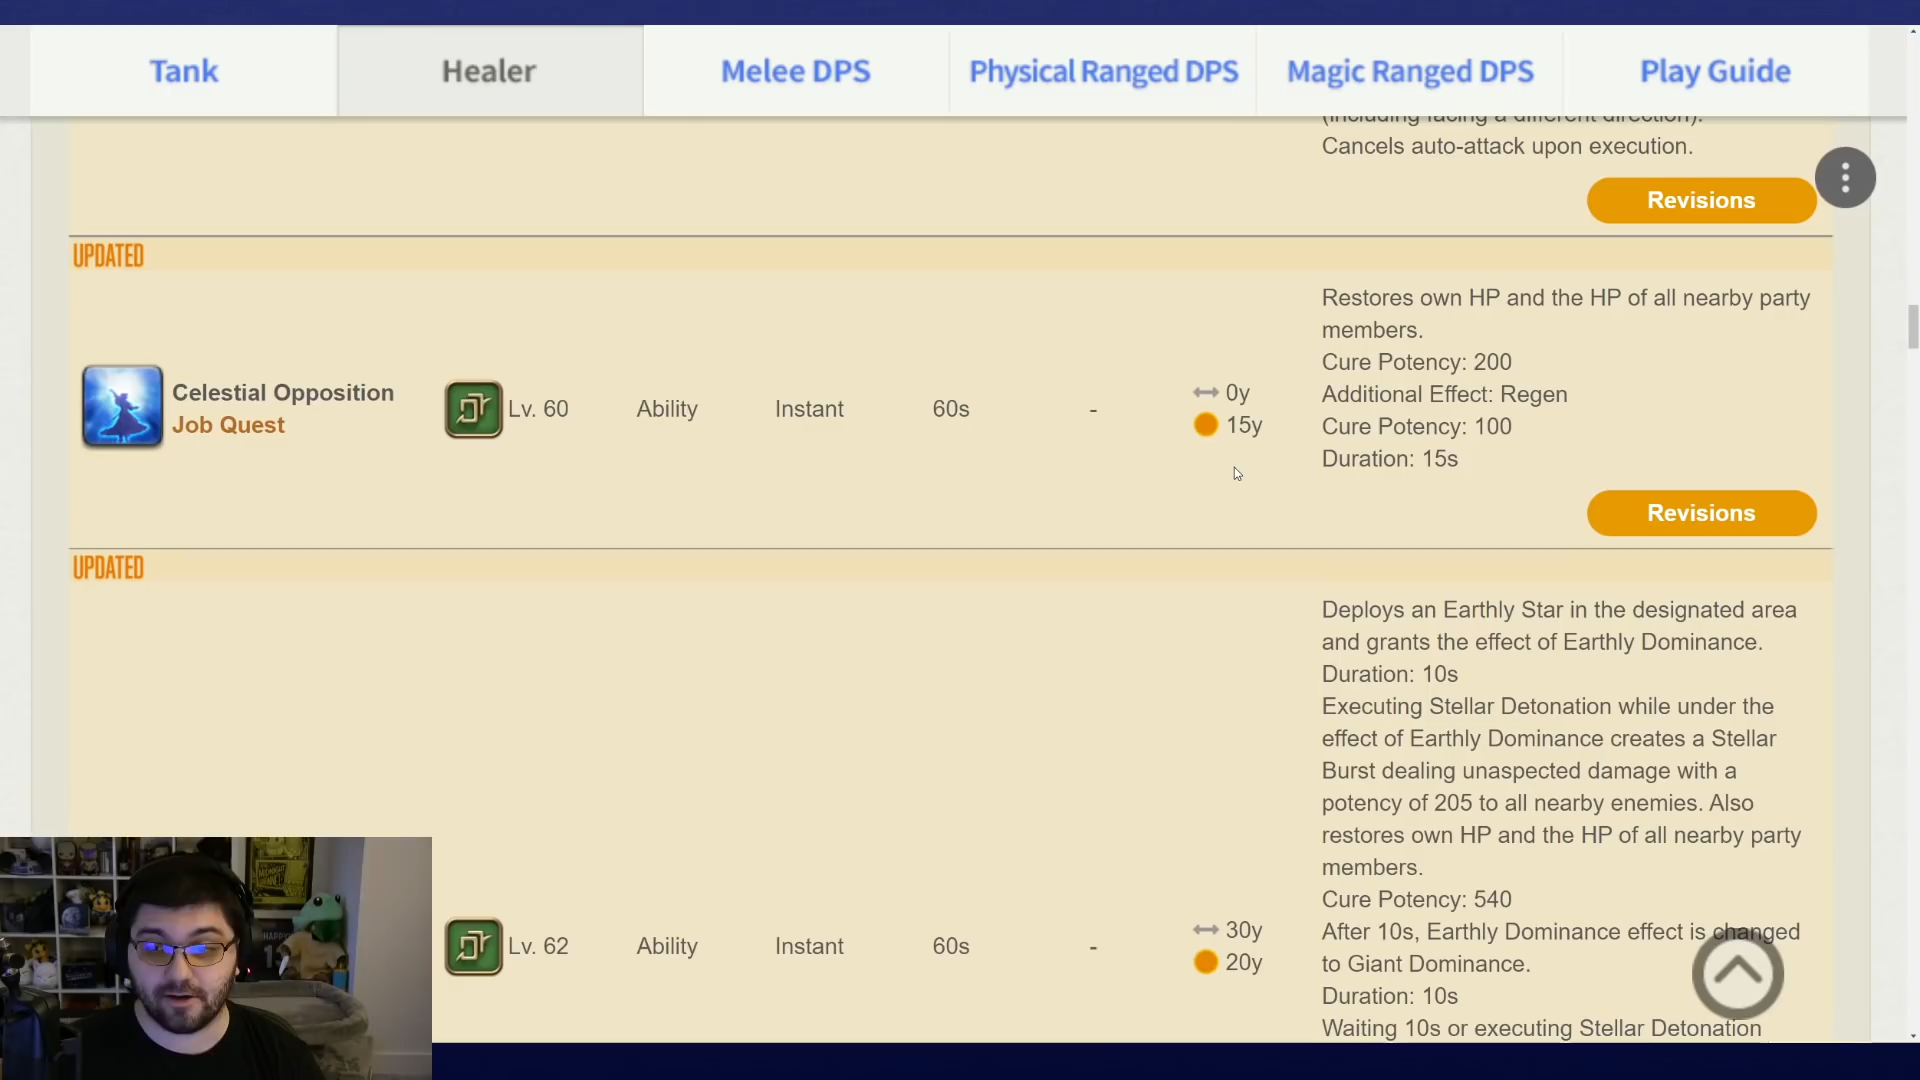 Tank
Healer
Melee DPS
Physical Ranged DPS
Magic Ranged DPS
Play Guide
(including facing a different direction).
Cancels auto-attack upon execution.
Revisions
UPDATED
Celestial Opposition
Job Quest
Lv. 60
Ability
Instant
60s
-
0y
15y
Restores own HP and the HP of all nearby party
members.
Cure Potency: 200
Additional Effect: Regen
Cure Potency: 100
Duration: 15s
Revisions
UPDATED
Lv. 62
Ability
Instant
60s
-
30y
20y
Deploys an Earthly Star in the designated area
and grants the effect of Earthly Dominance.
Duration: 10s
Executing Stellar Detonation while under the
effect of Earthly Dominance creates a Stellar
Burst dealing unaspected damage with a
potency of 205 to all nearby enemies. Also
restores own HP and the HP of all nearby party
members.
Cure Potency: 540
After 10s, Earthly Dominance effect is changed
to Giant Dominance.
Duration: 10s
Waiting 10s or executing Stellar Detonation